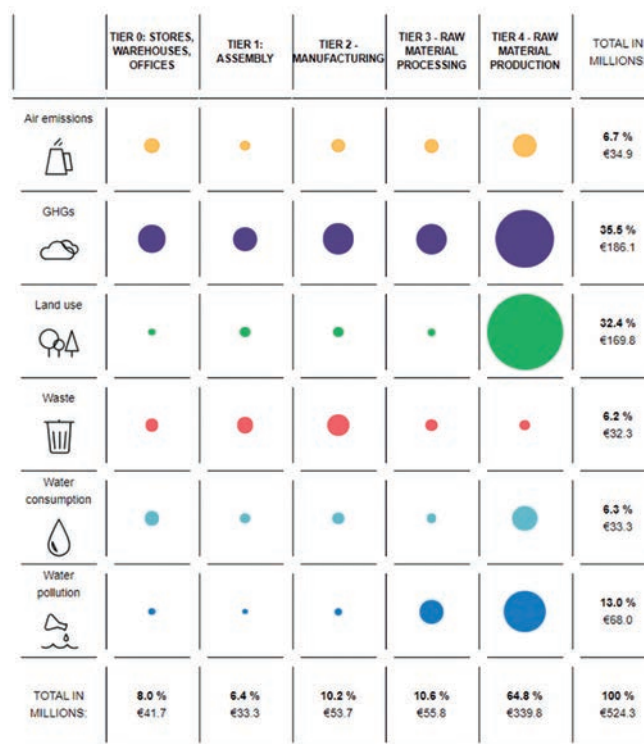 TIER 0: STORES,
WAREHOUSES,
OFFICES
TIER 1:
ASSEMBLY
TIER 2 -
MANUFACTURING
TIER 3 - RAW
MATERIAL
PROCESSING
TIER 4 - RAW
MATERIAL
PRODUCTION
TOTAL IN
MILLIONS:
Air emissions
6.7 %
€34.9
GHGs
35.5 %
€186.1
Land use
32.4 %
€169.8
Waste
6.2 %
€32.3
Water
consumption
6.3 %
€33.3
Water
pollution
13.0 %
€68.0
TOTAL IN
MILLIONS:
8.0 %
€41.7
6.4 %
€33.3
10.2 %
€53.7
10.6 %
€55.8
64.8 %
€339.8
100 %
€524.3